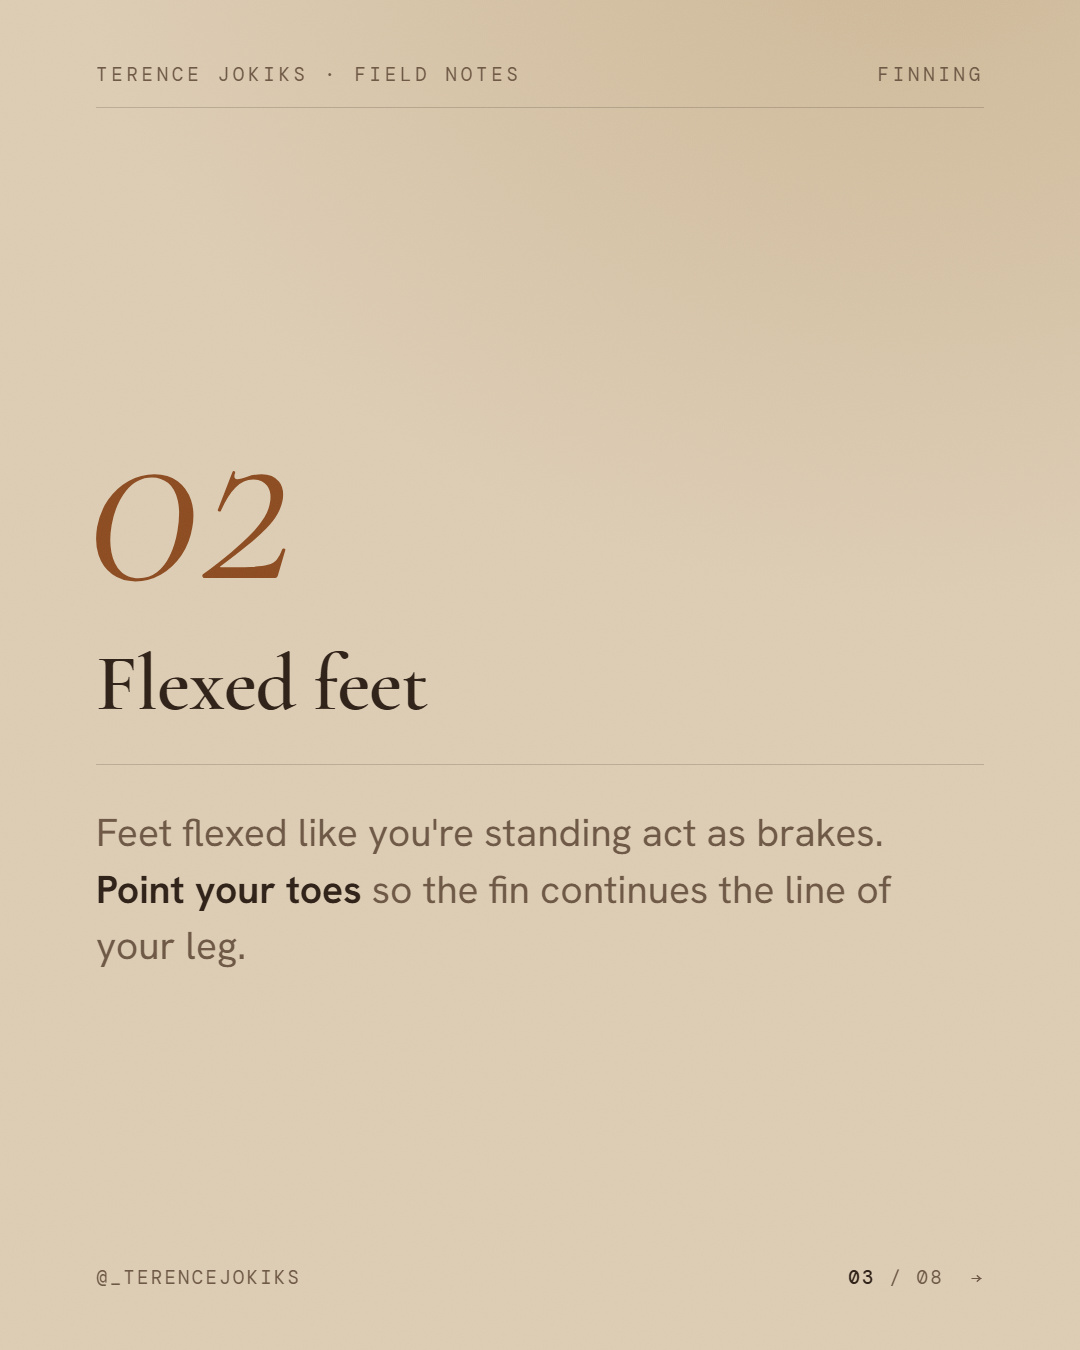 TERENCE JOKIKS · FIELD NOTES
FINNING
02
Flexed feet
Feet flexed like you're standing act as brakes.
Point your toes so the fin continues the line of
your leg.
@_TERENCEJOKIKS
03 / 08 →